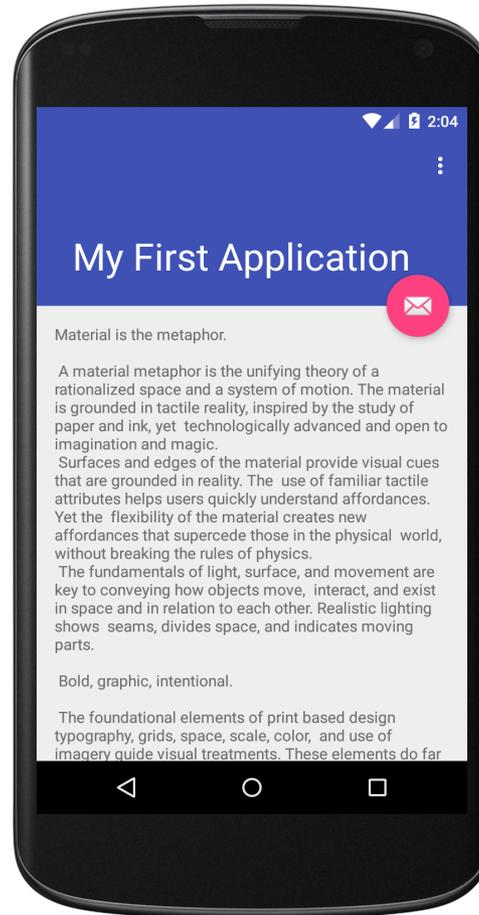 2:04
My First Application
Material is the metaphor.
A material metaphor is the unifying theory of a
rationalized space and a system of motion. The material
is grounded in tactile reality, inspired by the study of
paper and ink, yet  technologically advanced and open to
imagination and magic.
Surfaces and edges of the material provide visual cues
that are grounded in reality. The  use of familiar tactile
attributes helps users quickly understand affordances.
Yet the  flexibility of the material creates new
affordances that supercede those in the physical  world,
without breaking the rules of physics.
The fundamentals of light, surface, and movement are
key to conveying how objects move,  interact, and exist
in space and in relation to each other. Realistic lighting
shows  seams, divides space, and indicates moving
parts.
Bold, graphic, intentional.
The foundational elements of print based design
typography, grids, space, scale, color,  and use of
imagery guide visual treatments. These elements do far